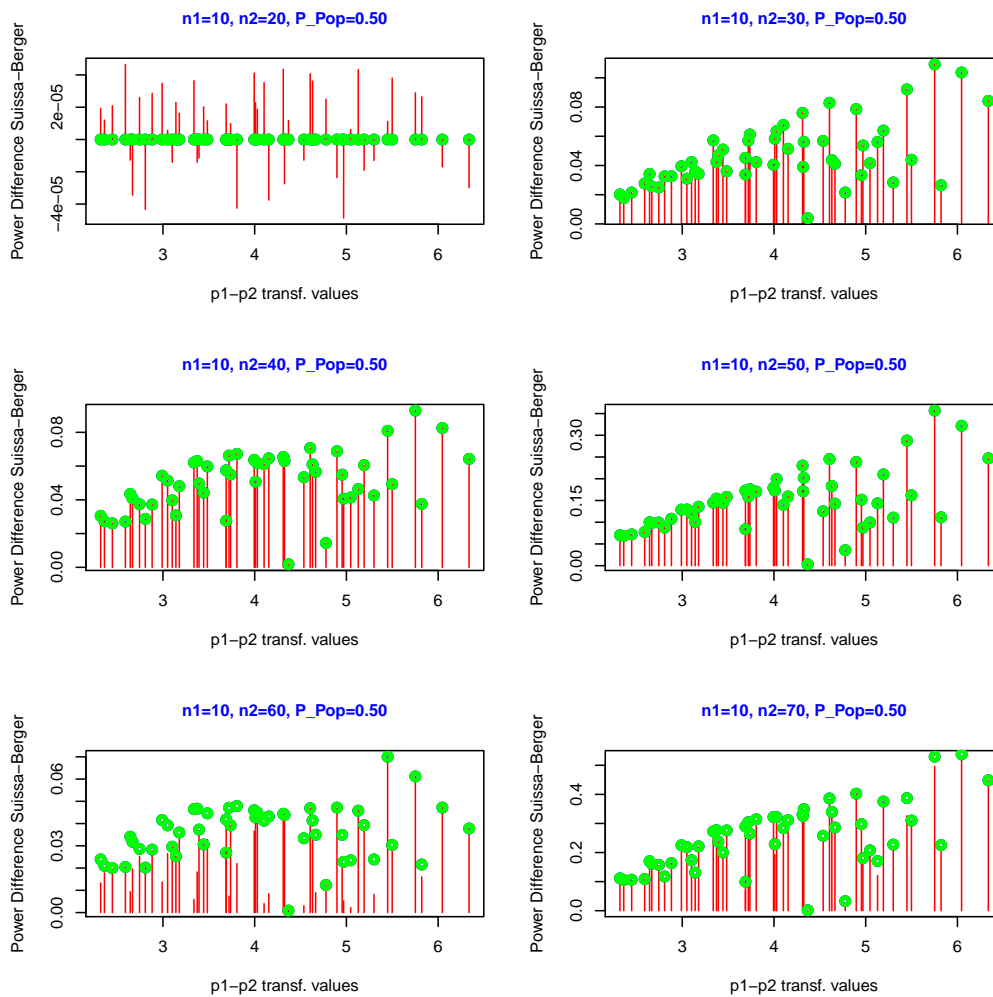 n1=10, n2=20, P_Pop=0.50
Power Difference Suissa−Berger
2e−05
−4e−05
3 4 5 6
p1−p2 transf. values
n1=10, n2=30, P_Pop=0.50
Power Difference Suissa−Berger
0.08
0.04
0.00
3 4 5 6
p1−p2 transf. values
n1=10, n2=40, P_Pop=0.50
Power Difference Suissa−Berger
0.08
0.04
0.00
3 4 5 6
p1−p2 transf. values
n1=10, n2=50, P_Pop=0.50
Power Difference Suissa−Berger
0.30
0.15
0.00
3 4 5 6
p1−p2 transf. values
n1=10, n2=60, P_Pop=0.50
Power Difference Suissa−Berger
0.06
0.03
0.00
3 4 5 6
p1−p2 transf. values
n1=10, n2=70, P_Pop=0.50
Power Difference Suissa−Berger
0.4
0.2
0.0
3 4 5 6
p1−p2 transf. values